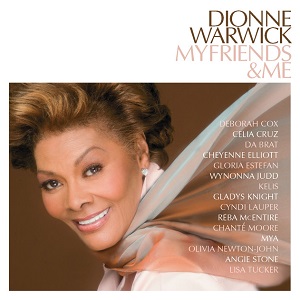 DIONNE
WARWICK
MY FRIENDS
& ME
DEBORAH COX
CELIA CRUZ
DA BRAT
CHEYENNE ELLIOTT
GLORIA ESTEFAN
WYNONNA JUDD
KELIS
GLADYS KNIGHT
CYNDI LAUPER
REBA McENTIRE
CHANTÉ MOORE
MYA
OLIVIA NEWTON-JOHN
ANGIE STONE
LISA TUCKER